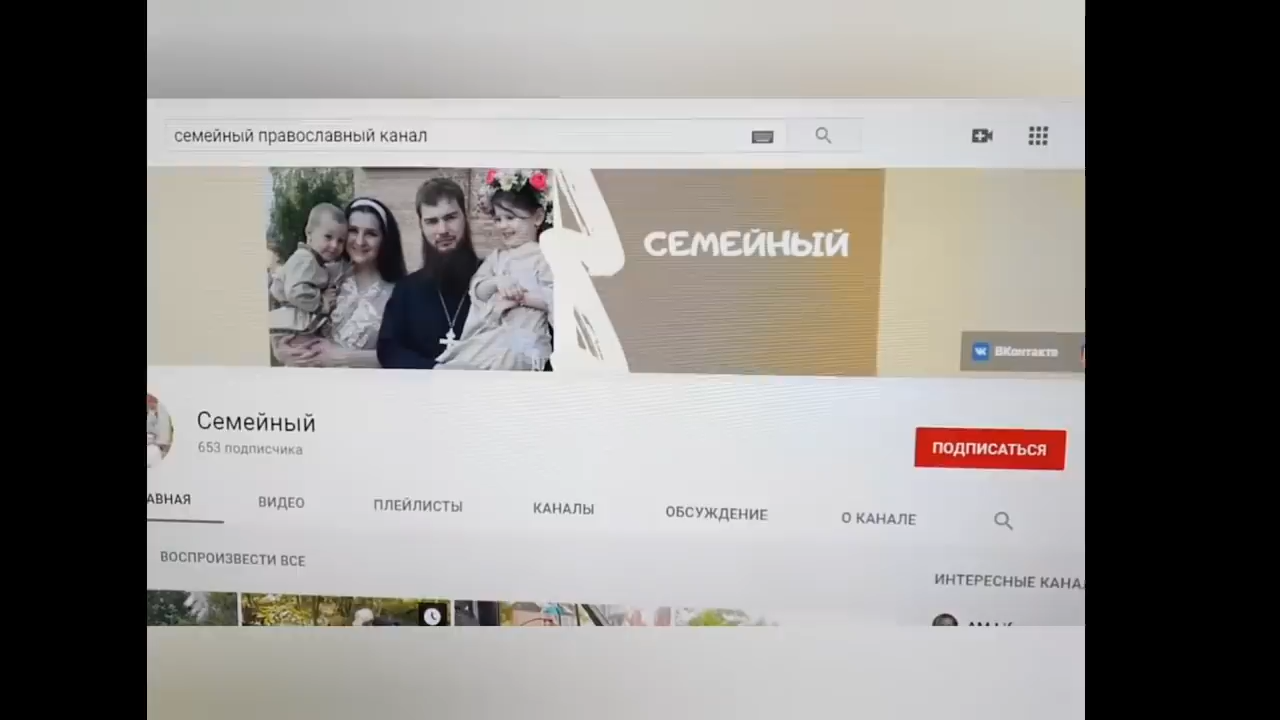 семейный православный канал
СЕМЕЙНЫЙ
ВКонтакте
Семейный
653 подписчика
ПОДПИСАТЬСЯ
АВНАЯ ВИДЕО ПЛЕЙЛИСТЫ КАНАЛЫ ОБСУЖДЕНИЕ О КАНАЛЕ
ВОСПРОИЗВЕСТИ ВСЕ
ИНТЕРЕСНЫЕ КАНА